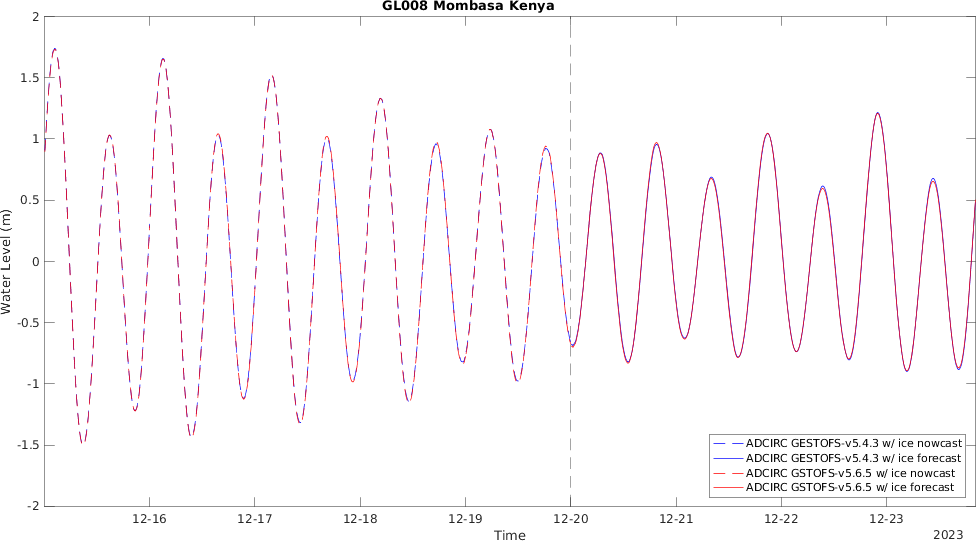 GL008 Mombasa Kenya
2
1.5
1
0.5
0
-0.5
-1
-1.5
-2
Water Level (m)
12-16
12-17
12-18
12-19
12-20
12-21
12-22
12-23
Time
2023
ADCIRC GESTOFS-v5.4.3 w/ ice nowcast
ADCIRC GESTOFS-v5.4.3 w/ ice forecast
ADCIRC GSTOFS-v5.6.5 w/ ice nowcast
ADCIRC GSTOFS-v5.6.5 w/ ice forecast